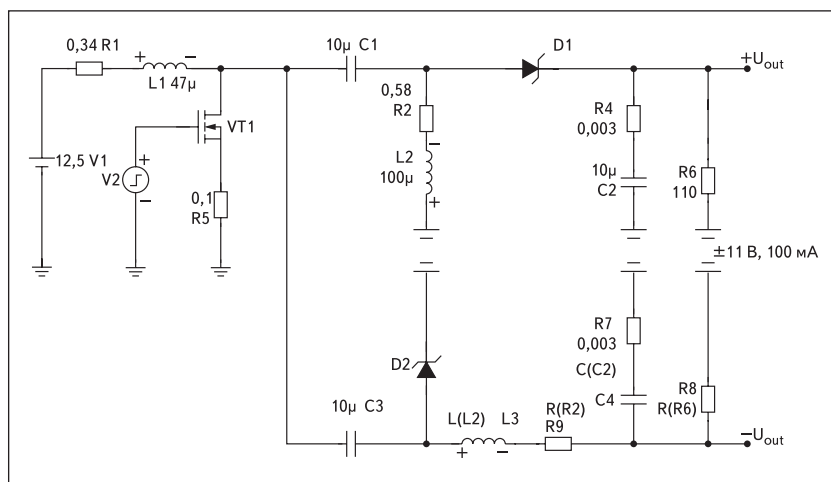 0,34 R1
+
−
L1 47µ
10µ C1
D1
+U out
VT1
12,5 V1
V2
+
−
0,1
R5
0,58
R2
−
L2
100µ
+
R4
0,003
10µ
C2
R6
110
±11 В, 100 мА
D2
R7
0,003
C(C2)
C4
R8
R(R6)
10µ C3
L(L2) L3
+
−
R(R2)
R9
−U out